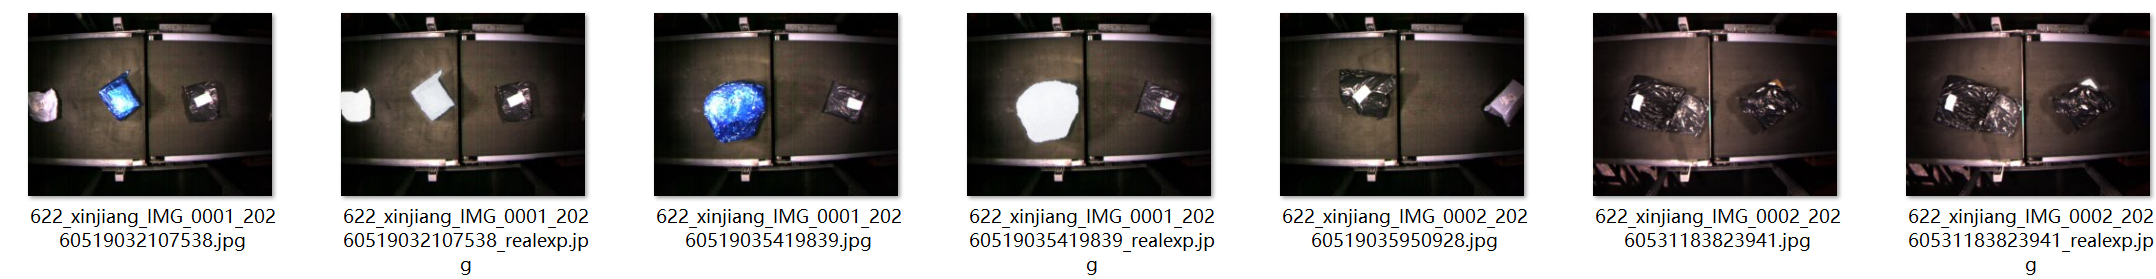 622_xinjiang_IMG_0001_202
60519032107538.jpg
622_xinjiang_IMG_0001_202
60519032107538_realexp.jp
g
622_xinjiang_IMG_0001_202
60519035419839.jpg
622_xinjiang_IMG_0001_202
60519035419839_realexp.jp
g
622_xinjiang_IMG_0002_202
60519035950928.jpg
622_xinjiang_IMG_0002_202
60531183823941.jpg
622_xinjiang_IMG_0002_202
60531183823941_realexp.jp
g